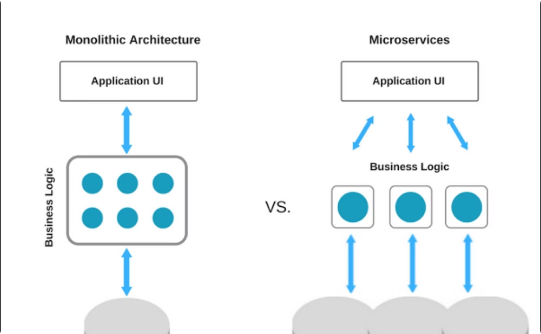 Monolithic Architecture
Application UI
Business Logic
VS.
Microservices
Application UI
Business Logic